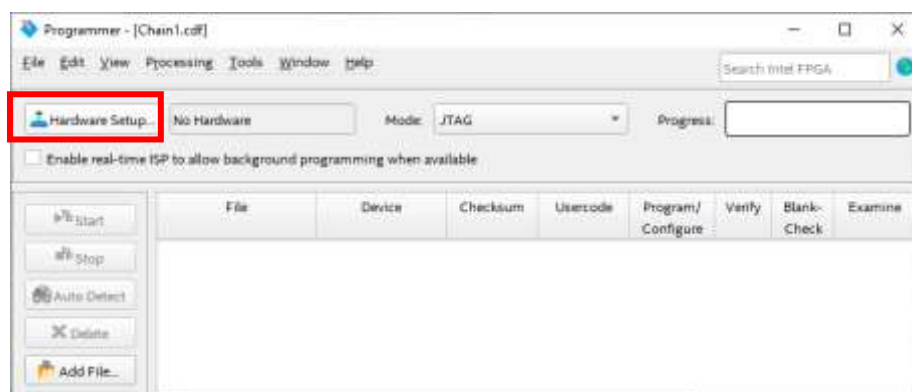 Programmer - [Chain1.cdf]
File Edit View Processing Tools Window Help
Search Intel FPGA
Hardware Setup... No Hardware Mode: JTAG Progress:
Enable real-time ISP to allow background programming when available
File Device Checksum Usercode Program/ Verify Blank- Examine
Configure Check
Start
Stop
Auto Detect
Delete
Add File...